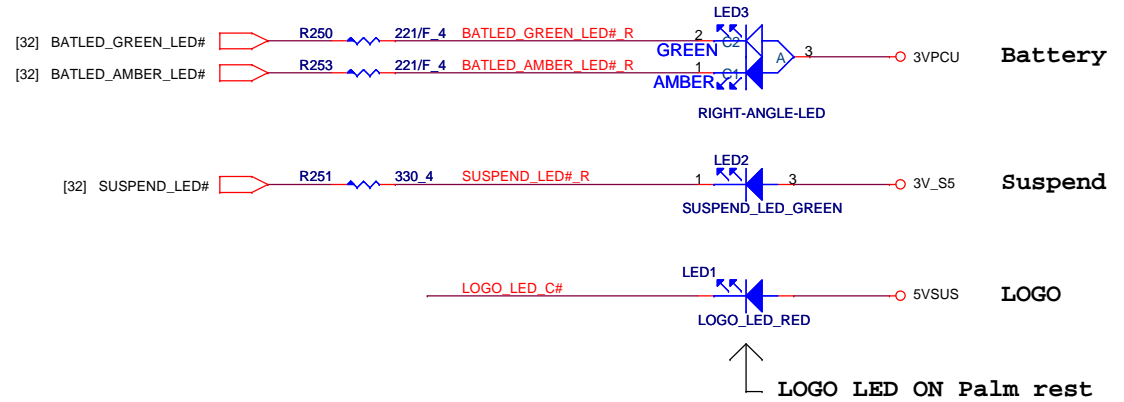 LED3
[32] BATLED_GREEN_LED# R250 221/F_4 BATLED_GREEN_LED#_R 2 C2
GREEN A 3 3VPCU Battery
[32] BATLED_AMBER_LED# R253 221/F_4 BATLED_AMBER_LED#_R 1 C1
AMBER
RIGHT-ANGLE-LED
LED2
[32] SUSPEND_LED# R251 330_4 SUSPEND_LED#_R 1 3 3V_S5 Suspend
SUSPEND_LED_GREEN
LED1
LOGO_LED_C# 5VSUS LOGO
LOGO_LED_RED
LOGO LED ON Palm rest